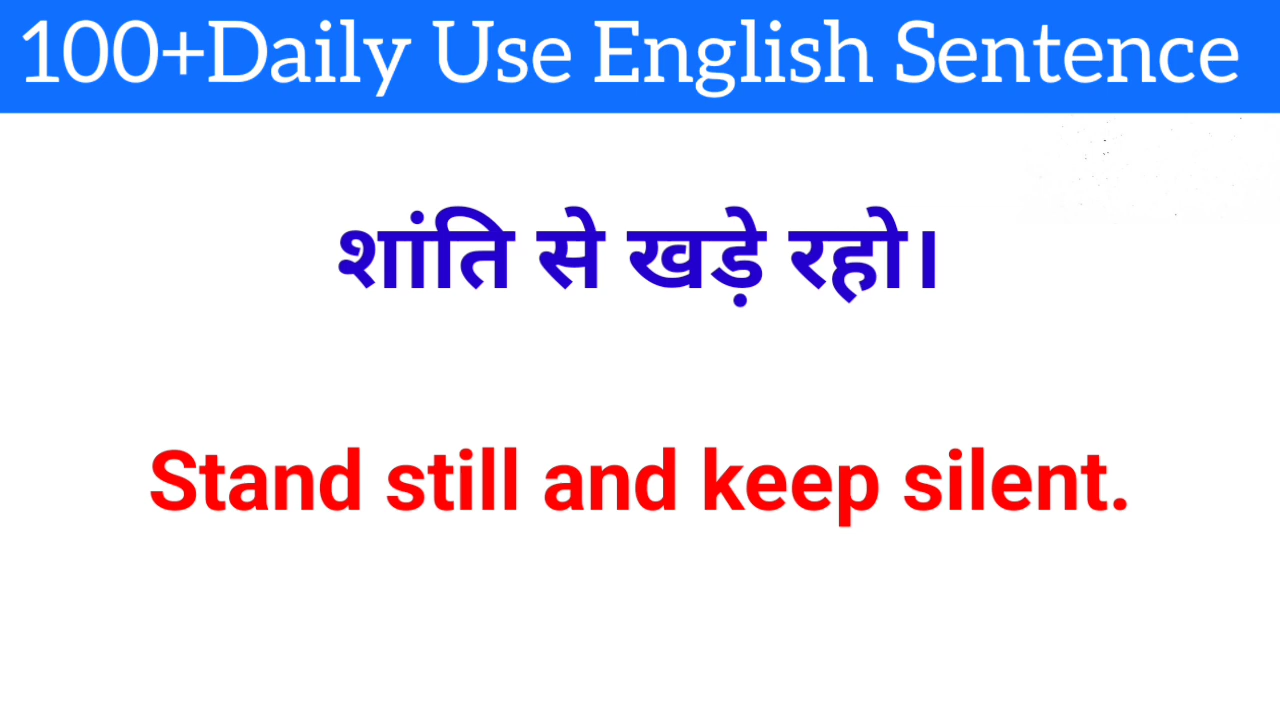 100+Daily Use English Sentence
शांति से खड़े रहो।
Stand still and keep silent.